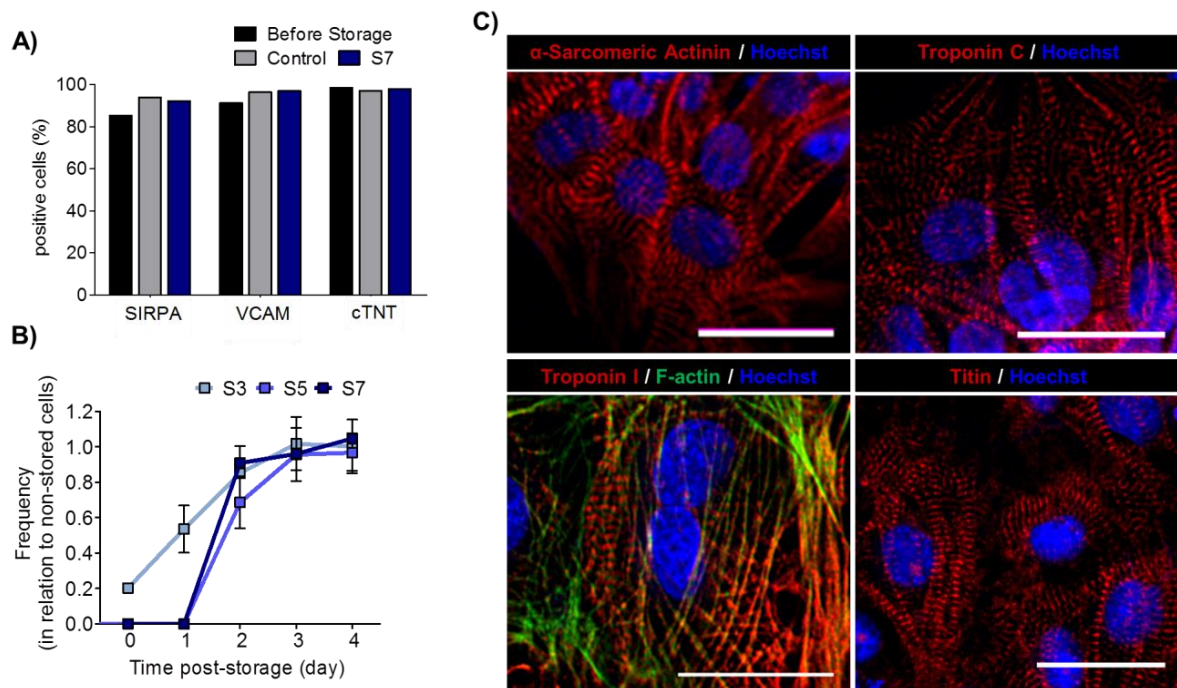 A)
Before Storage
Control S7
positive cells (%)
100
80
60
40
20
0
SIRPA VCAM cTNT
B)
S3 S5 S7
Frequency
(in relation to non-stored cells)
1.2
1.0
0.8
0.6
0.4
0.2
0.0
0 1 2 3 4
Time post-storage (day)
C)
α-Sarcomeric Actinin / Hoechst
Troponin C / Hoechst
Troponin I / F-actin / Hoechst
Titin / Hoechst